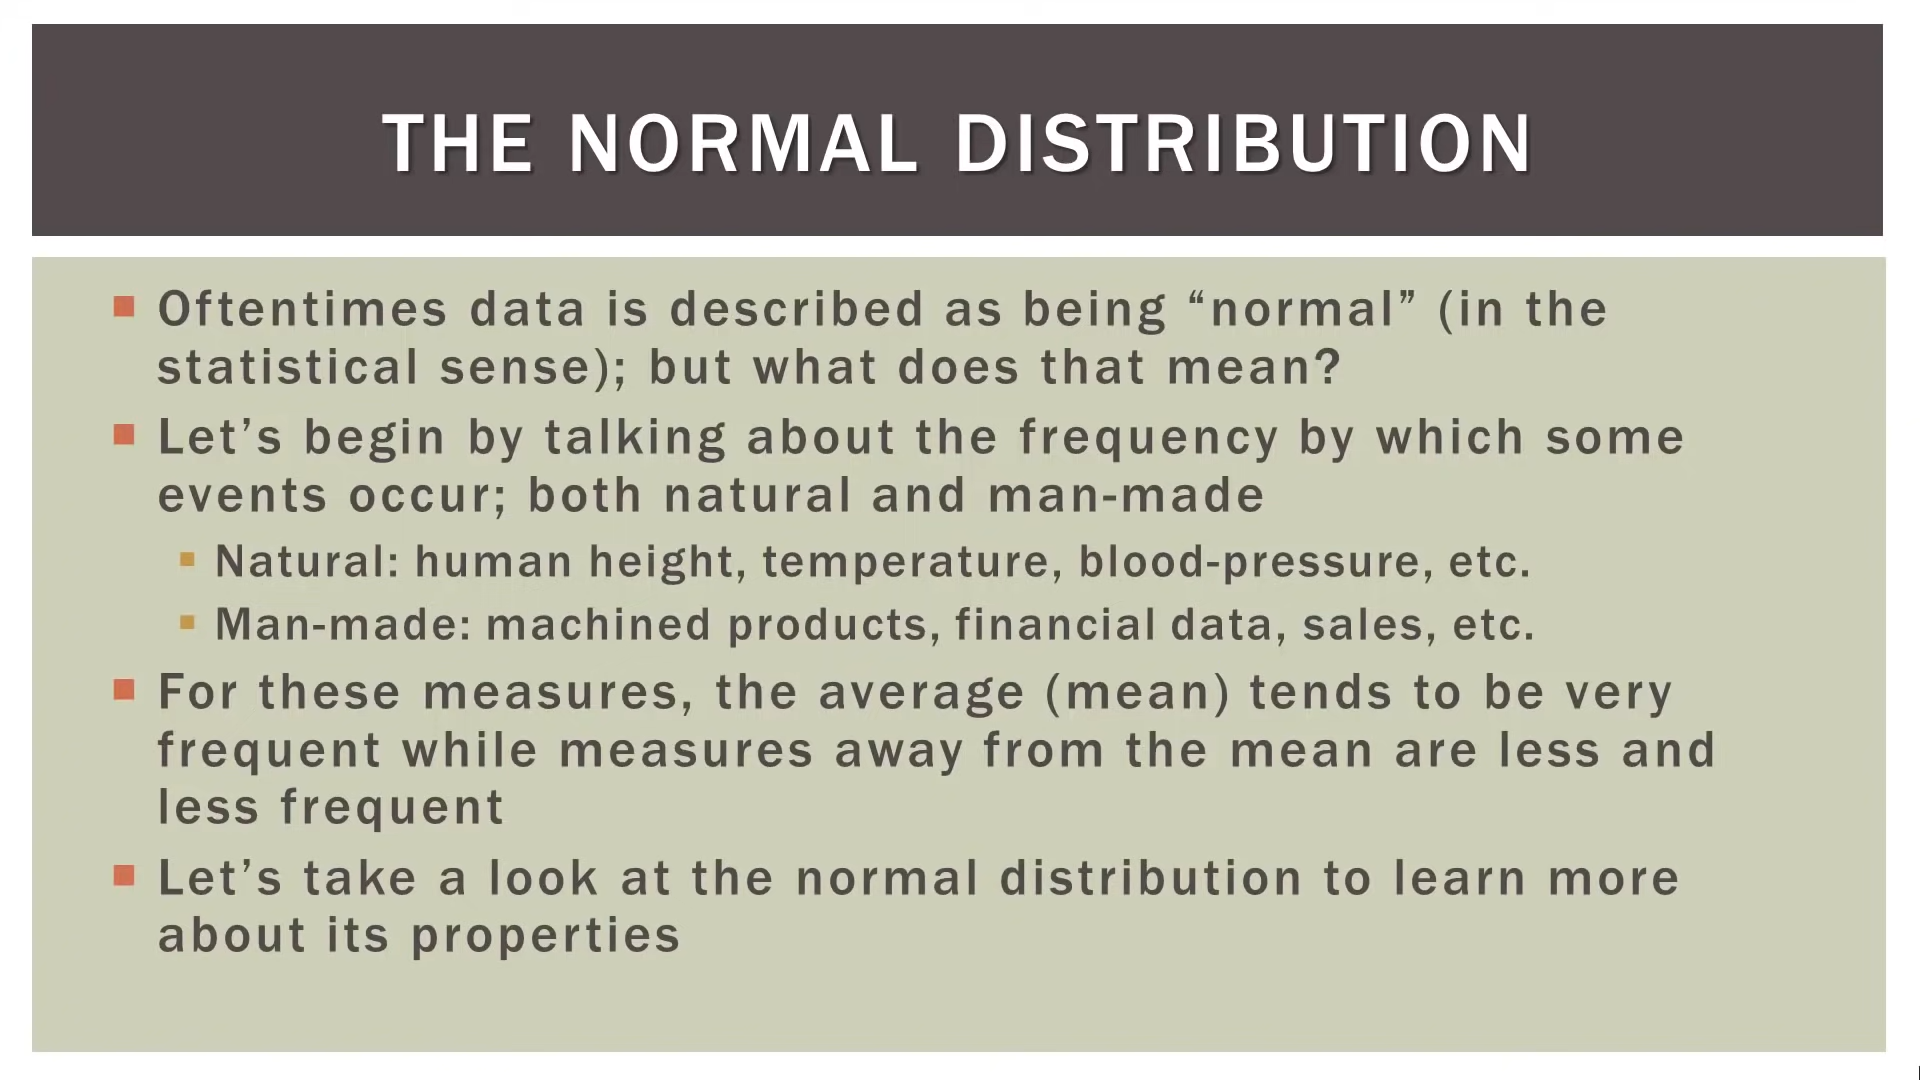 THE NORMAL DISTRIBUTION
Oftentimes data is described as being “normal” (in the
statistical sense); but what does that mean?
Let’s begin by talking about the frequency by which some
events occur; both natural and man-made
Natural: human height, temperature, blood-pressure, etc.
Man-made: machined products, financial data, sales, etc.
For these measures, the average (mean) tends to be very
frequent while measures away from the mean are less and
less frequent
Let’s take a look at the normal distribution to learn more
about its properties